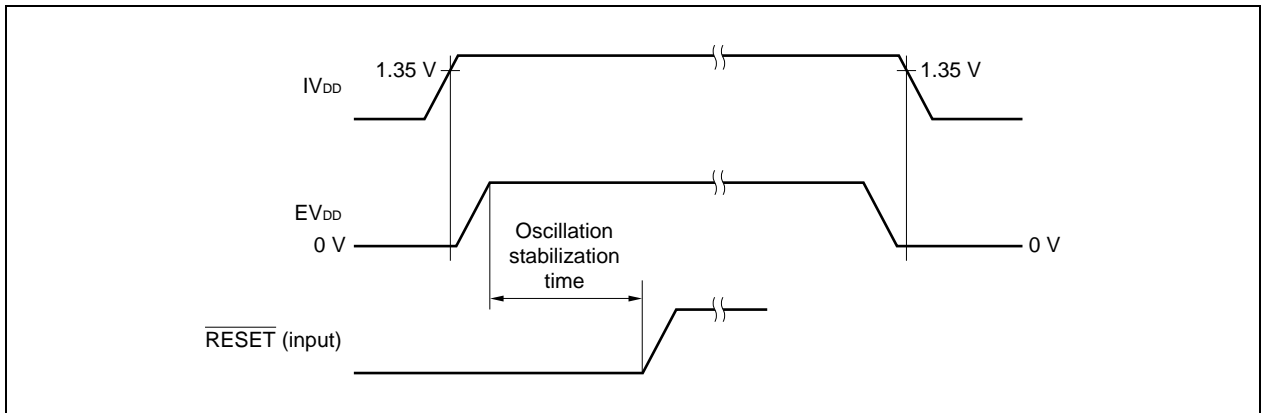 1.35 V
1.35 V
IVDD
EVDD
0 V
0 V
Oscillation
stabilization
time
RESET (input)